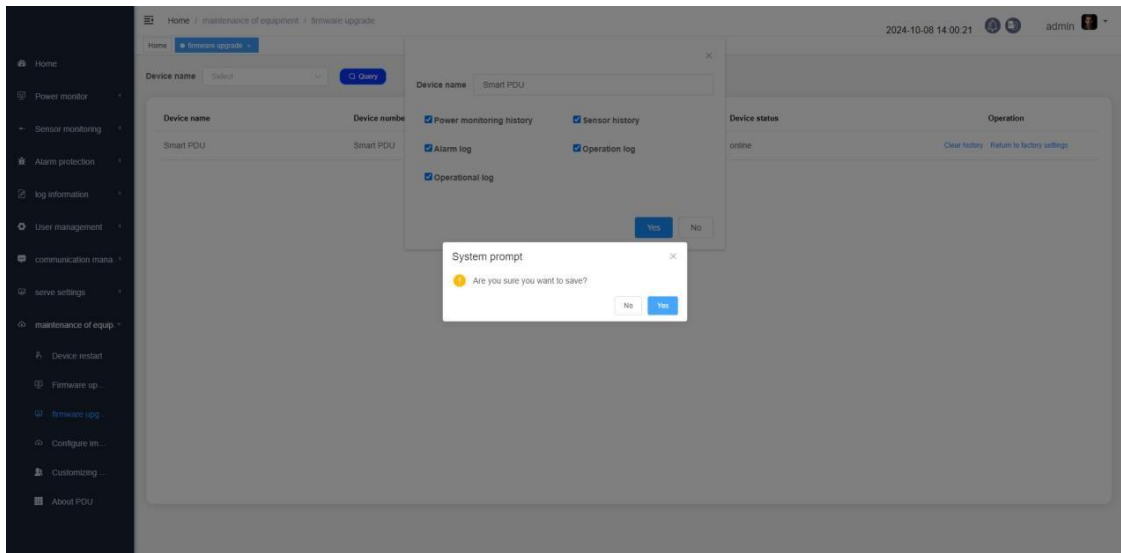 Home / maintenance of equipment / firmware upgrade
2024-10-08 14:00:21
admin
Home
firmware upgrade ×
Home
Power monitor
Sensor monitoring
Alarm protection
log information
User management
communication mana.
serve settings
maintenance of equip.
Device restart
Firmware up...
firmware upg...
Configure im...
Customizing ...
About PDU
Device name Select Query
Device name Device numbe Device status Operation
Smart PDU Smart PDU online Clear history Return to factory settings
Device name Smart PDU
Power monitoring history Sensor history
Alarm log Operation log
Operational log
Yes No
System prompt
Are you sure you want to save?
No Yes